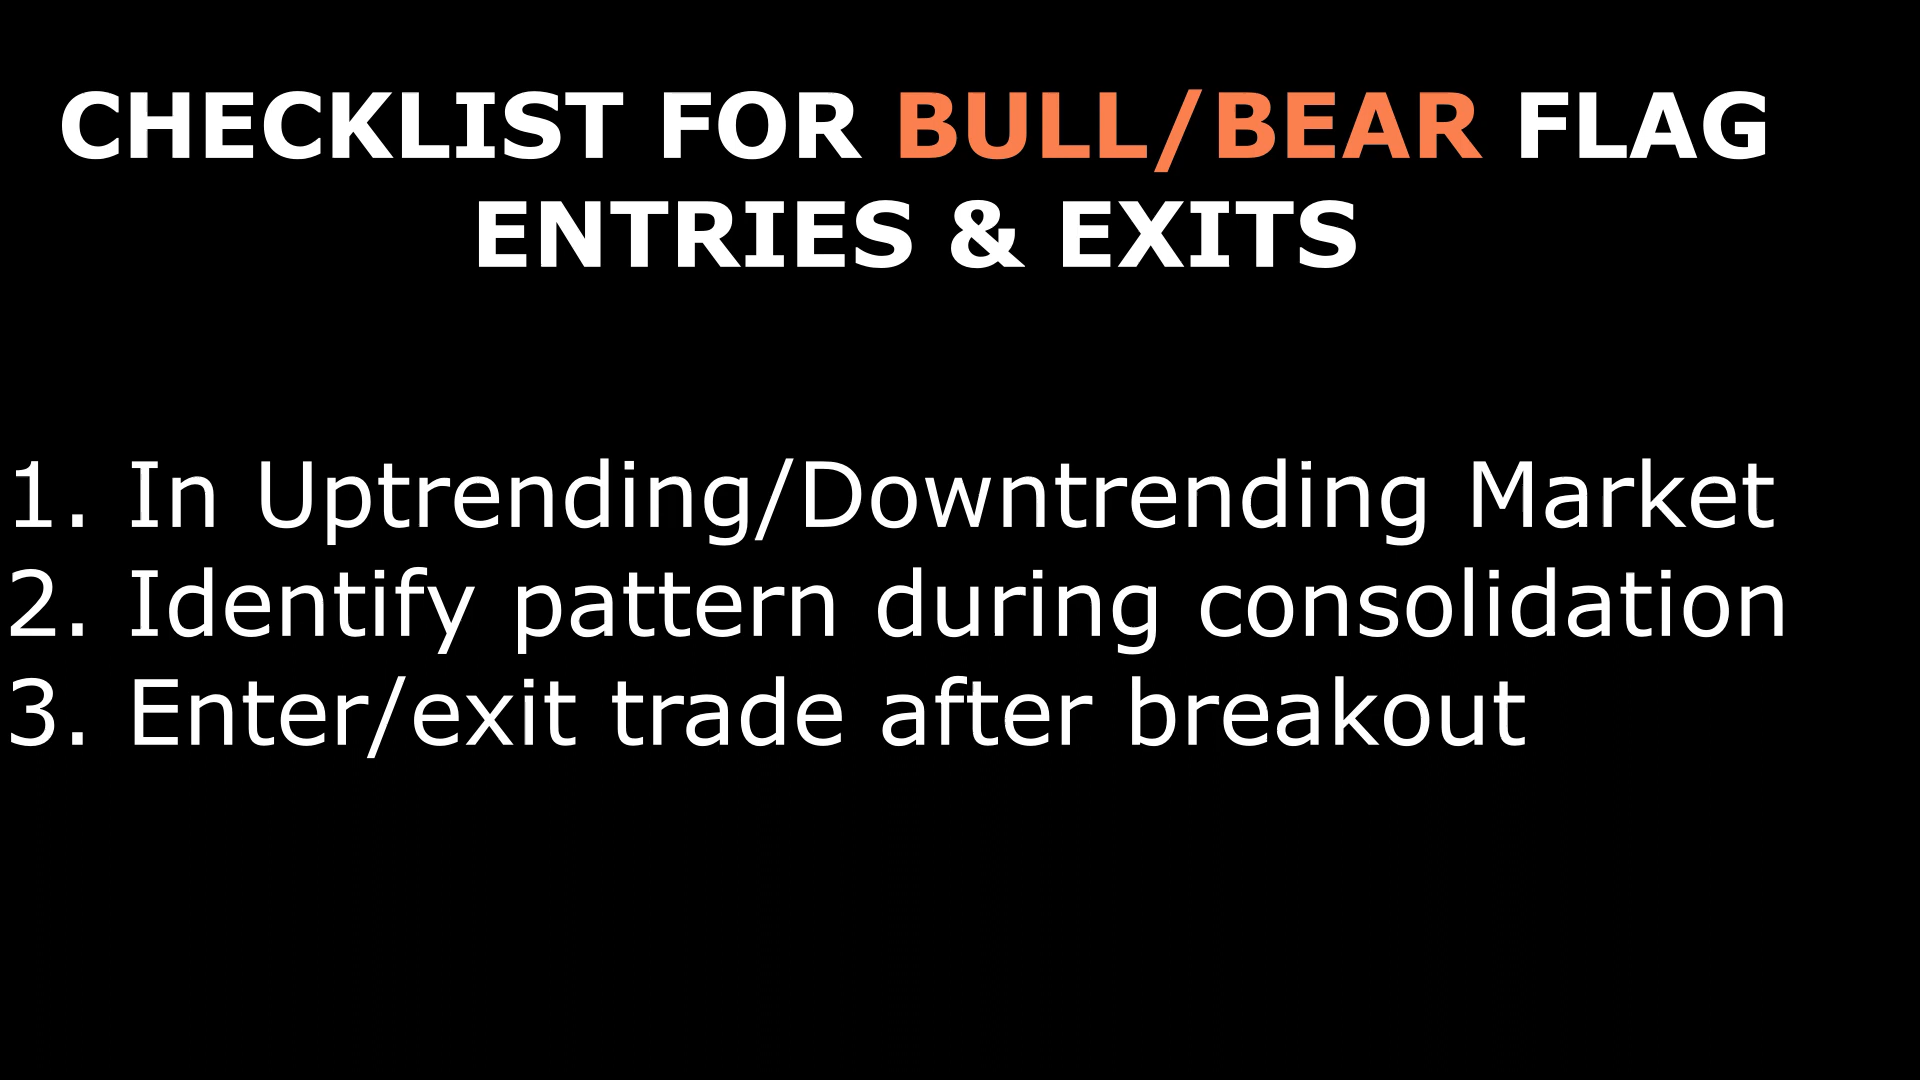 CHECKLIST FOR BULL/BEAR FLAG
ENTRIES & EXITS
1. In Uptrending/Downtrending Market
2. Identify pattern during consolidation
3. Enter/exit trade after breakout